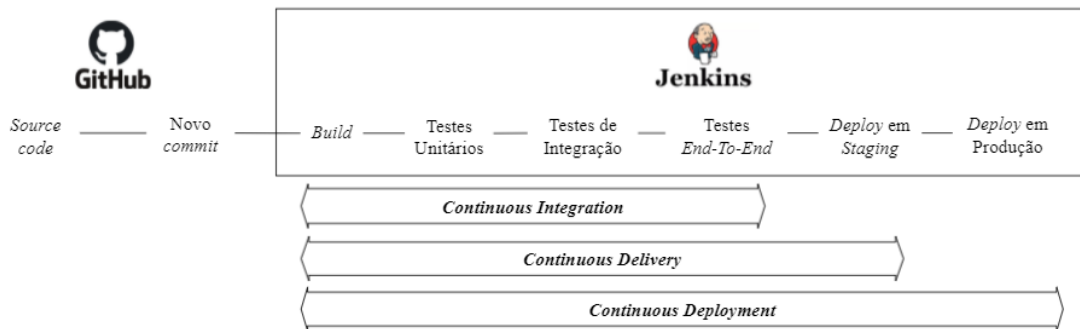 GitHub
Jenkins
Source
code
Novo
commit
Build
Testes
Unitários
Testes de
Integração
Testes
End-To-End
Deploy em
Staging
Deploy em
Produção
Continuous Integration
Continuous Delivery
Continuous Deployment